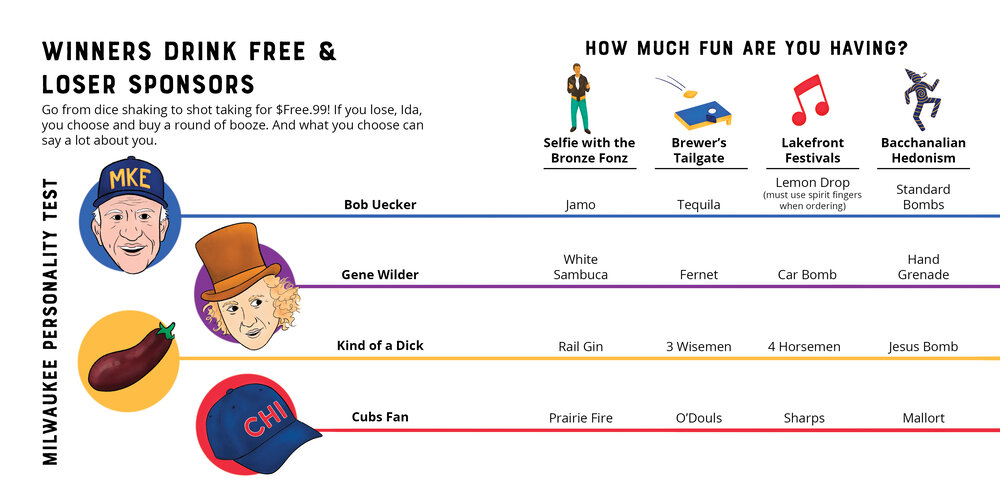 WINNERS DRINK FREE &
LOSER SPONSORS
Go from dice shaking to shot taking for $Free.99! If you lose, Ida,
you choose and buy a round of booze. And what you choose can
say a lot about you.
HOW MUCH FUN ARE YOU HAVING?
Selfie with the
Bronze Fonz
Brewer's
Tailgate
Lakefront
Festivals
Bacchanalian
Hedonism
MILWAUKEE PERSONALITY TEST
MKE
Bob Uecker
Jamo
Tequila
Lemon Drop
(must use spirit fingers
when ordering)
Standard
Bombs
Gene Wilder
White
Sambuca
Fernet
Car Bomb
Hand
Grenade
Kind of a Dick
Rail Gin
3 Wisemen
4 Horsemen
Jesus Bomb
CHI
Cubs Fan
Prairie Fire
O'Douls
Sharps
Mallort